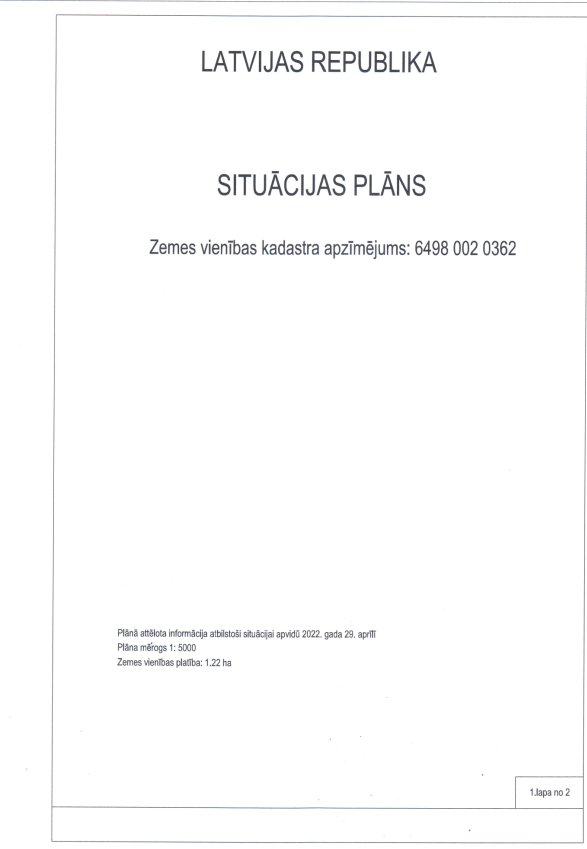 LATVIJAS REPUBLIKA
SITUĀCIJAS PLĀNS
Zemes vienības kadastra apzīmējums: 6498 002 0362
Plānā attēlota informācija atbilstoši situācijai apvidū 2022. gada 29. aprīlī
Plāna mērogs 1: 5000
Zemes vienības platība: 1.22 ha
1.lapa no 2